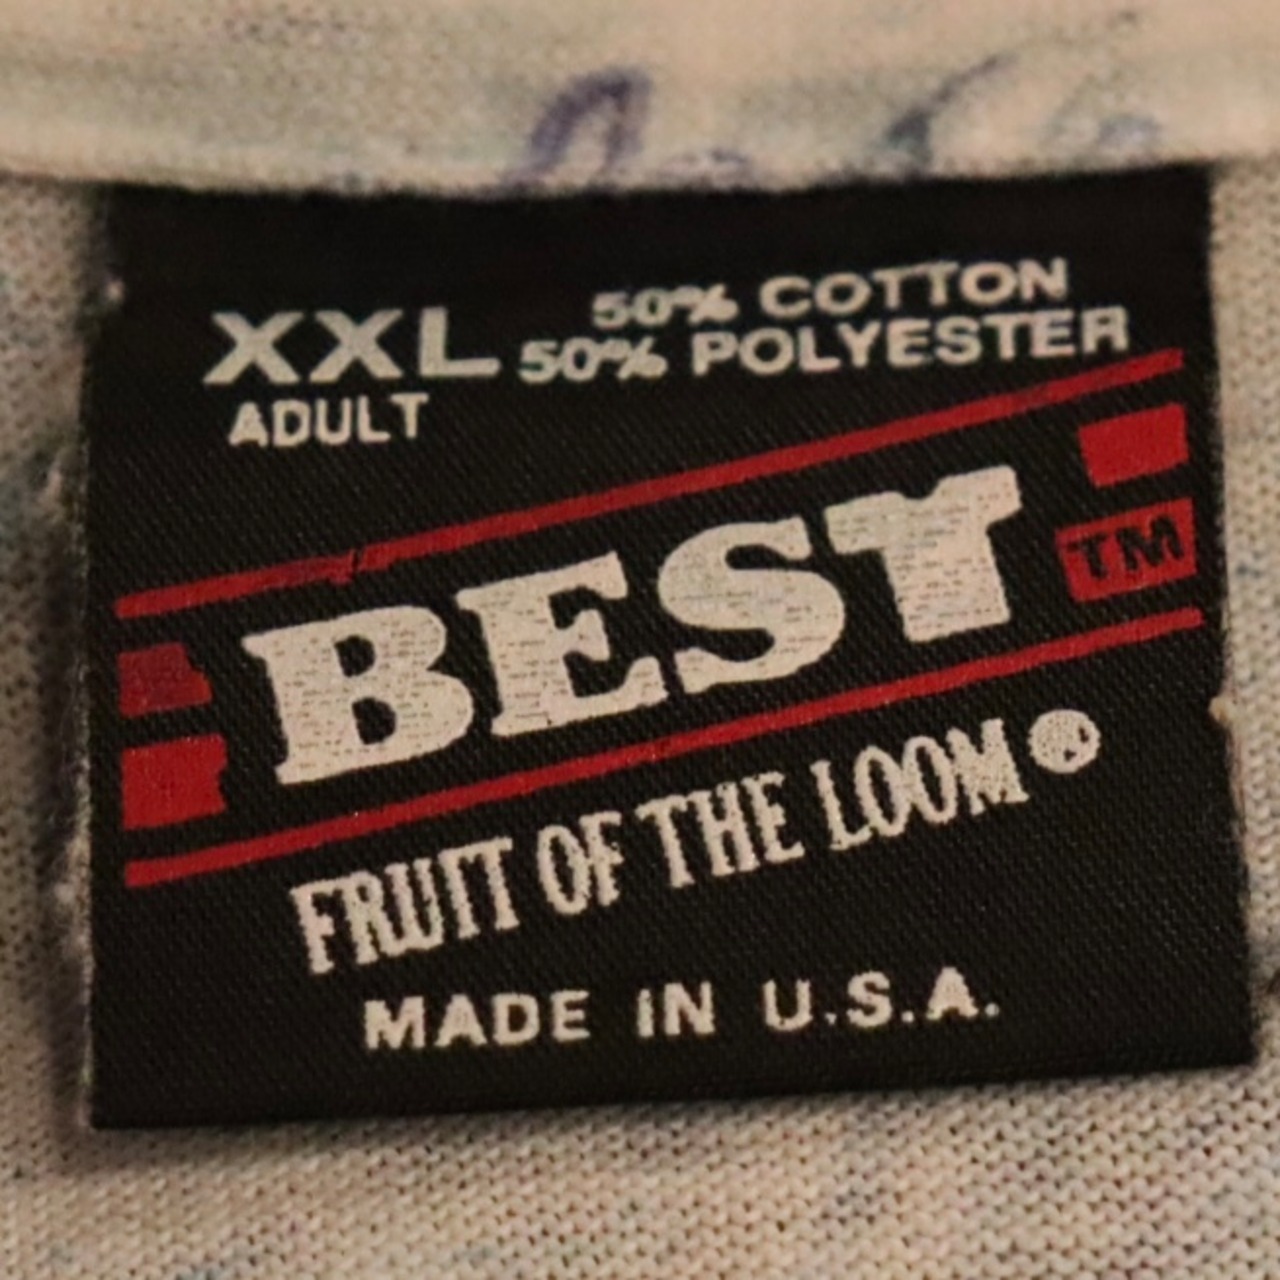 XXL
ADULT
50% COTTON
50% POLYESTER
BEST
TM
FRUIT OF THE LOOM®
MADE IN U.S.A.